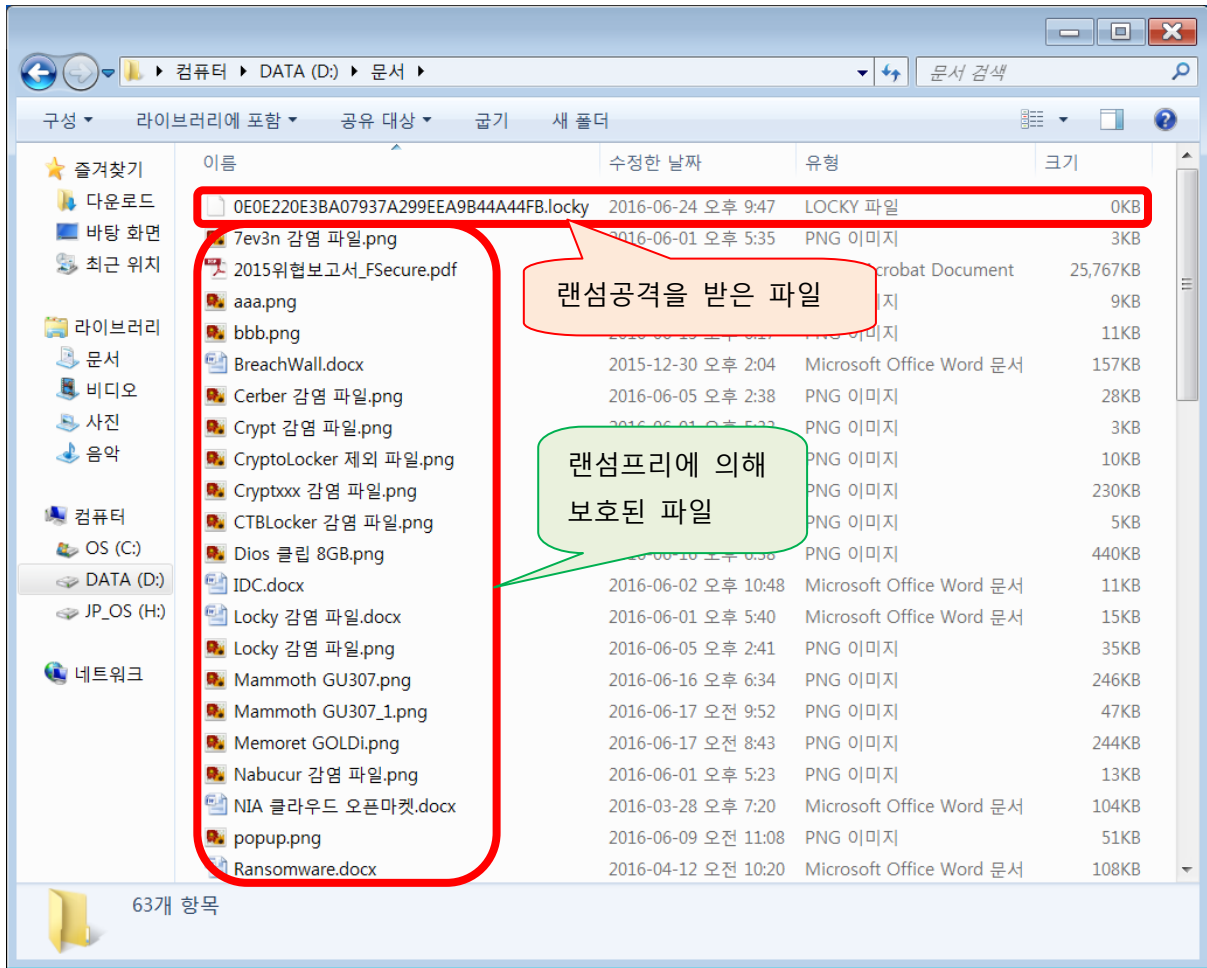 컴퓨터 ▶ DATA (D:) ▶ 문서 ▶
문서 검색
구성 라이브러리에 포함 공유 대상 굽기 새 폴더
이름 수정한 날짜 유형 크기
즐겨찾기
다운로드
바탕 화면
최근 위치
라이브러리
문서
비디오
사진
음악
컴퓨터
OS (C:)
DATA (D:)
JP_OS (H:)
네트워크
0E0E220E3BA07937A299EEA9B44A44FB.locky 2016-06-24 오후 9:47 LOCKY 파일 0KB
7ev3n 감염 파일.png 2016-06-01 오후 5:35 PNG 이미지 3KB
2015위협보고서_FSecure.pdf Acrobat Document 25,767KB
aaa.png 이미지 9KB
bbb.png PNG 이미지 11KB
BreachWall.docx 2015-12-30 오후 2:04 Microsoft Office Word 문서 157KB
Cerber 감염 파일.png 2016-06-05 오후 2:38 PNG 이미지 28KB
Crypt 감염 파일.png PNG 이미지 3KB
CryptoLocker 제외 파일.png PNG 이미지 10KB
Cryptxxx 감염 파일.png PNG 이미지 230KB
CTBLocker 감염 파일.png PNG 이미지 5KB
Dios 클립 8GB.png 2016-06-16 오후 6:38 PNG 이미지 440KB
IDC.docx 2016-06-02 오후 10:48 Microsoft Office Word 문서 11KB
Locky 감염 파일.docx 2016-06-01 오후 5:40 Microsoft Office Word 문서 15KB
Locky 감염 파일.png 2016-06-05 오후 2:41 PNG 이미지 35KB
Mammoth GU307.png 2016-06-16 오후 6:34 PNG 이미지 246KB
Mammoth GU307_1.png 2016-06-17 오전 9:52 PNG 이미지 47KB
Memoret GOLDi.png 2016-06-17 오전 8:43 PNG 이미지 244KB
Nabucur 감염 파일.png 2016-06-01 오후 5:23 PNG 이미지 13KB
NIA 클라우드 오픈마켓.docx 2016-03-28 오후 7:20 Microsoft Office Word 문서 104KB
popup.png 2016-06-09 오전 11:08 PNG 이미지 51KB
Ransomware.docx 2016-04-12 오전 10:20 Microsoft Office Word 문서 108KB
랜섬공격을 받은 파일
랜섬프리에 의해
보호된 파일
63개 항목